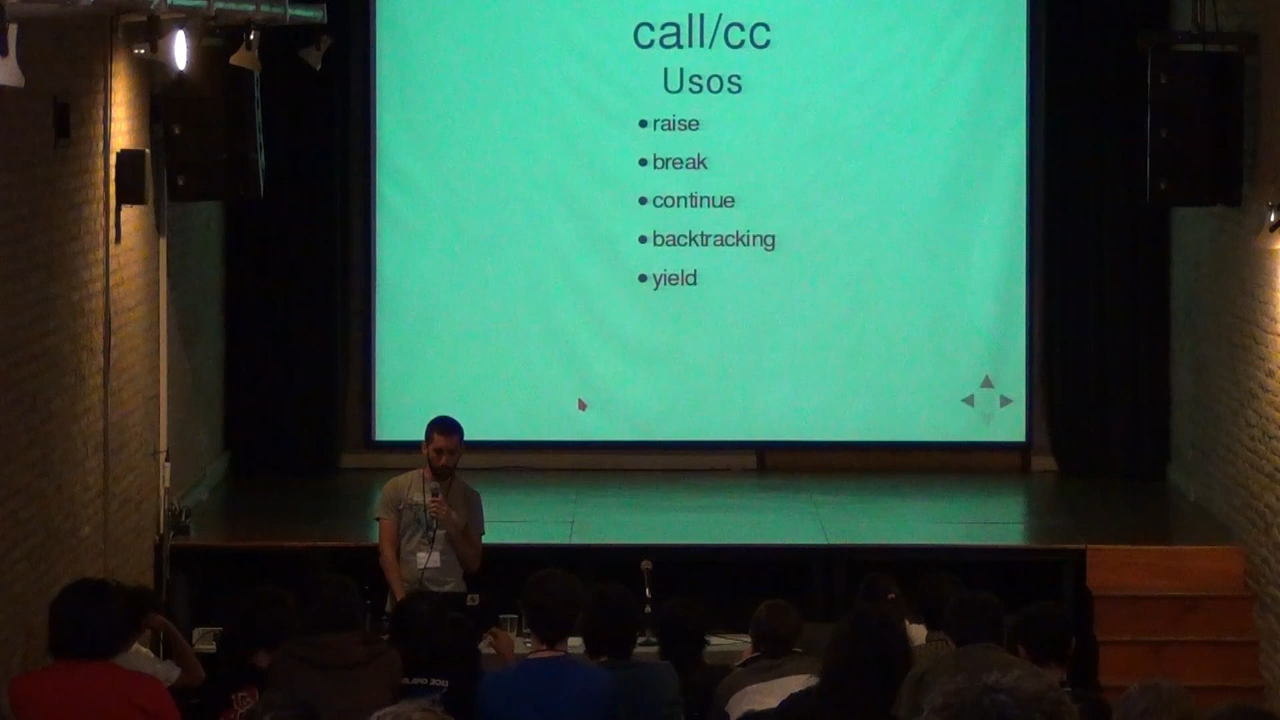 call/cc
Usos
• raise
• break
• continue
• backtracking
• yield